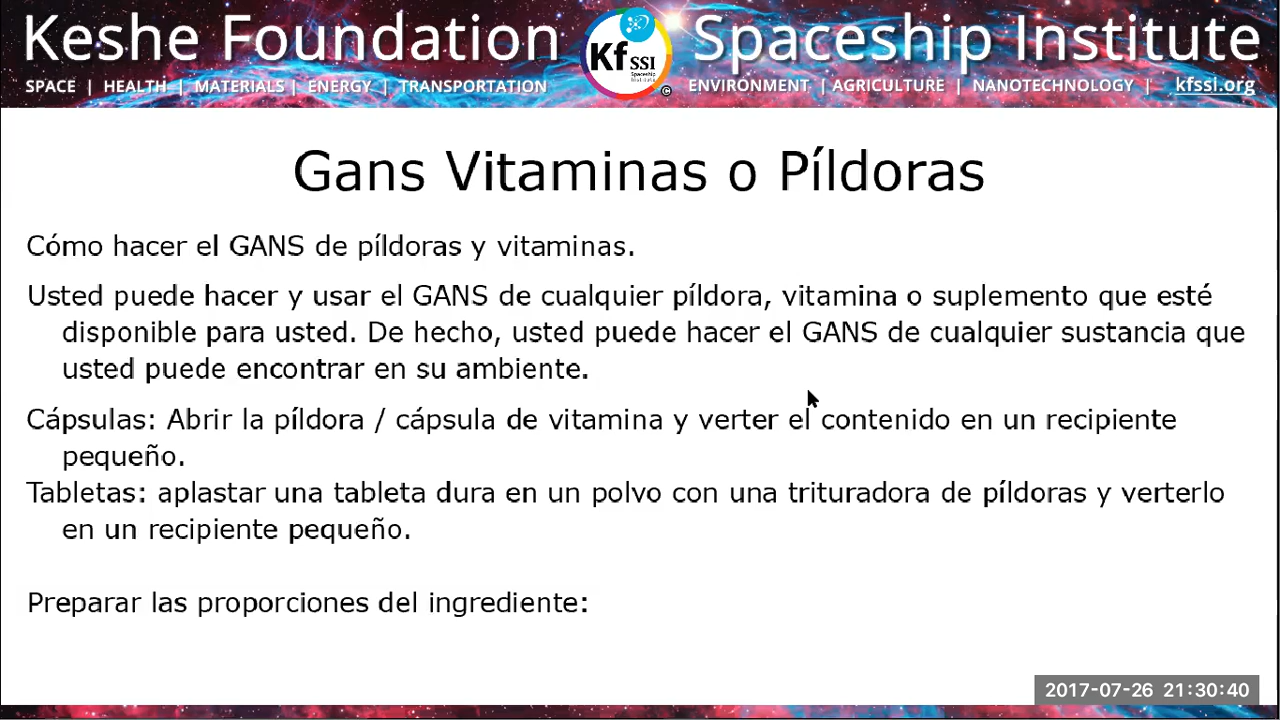 Keshe Foundation
Kf SSI
Spaceship Institute
Spaceship Institute
SPACE | HEALTH | MATERIALS | ENERGY | TRANSPORTATION
ENVIRONMENT | AGRICULTURE | NANOTECHNOLOGY | kfssi.org
©
Gans Vitaminas o Píldoras
Cómo hacer el GANS de píldoras y vitaminas.
Usted puede hacer y usar el GANS de cualquier píldora, vitamina o suplemento que esté
disponible para usted. De hecho, usted puede hacer el GANS de cualquier sustancia que
usted puede encontrar en su ambiente.
Cápsulas: Abrir la píldora / cápsula de vitamina y verter el contenido en un recipiente
pequeño.
Tabletas: aplastar una tableta dura en un polvo con una trituradora de píldoras y verterlo
en un recipiente pequeño.
Preparar las proporciones del ingrediente:
2017-07-26 21:30:40